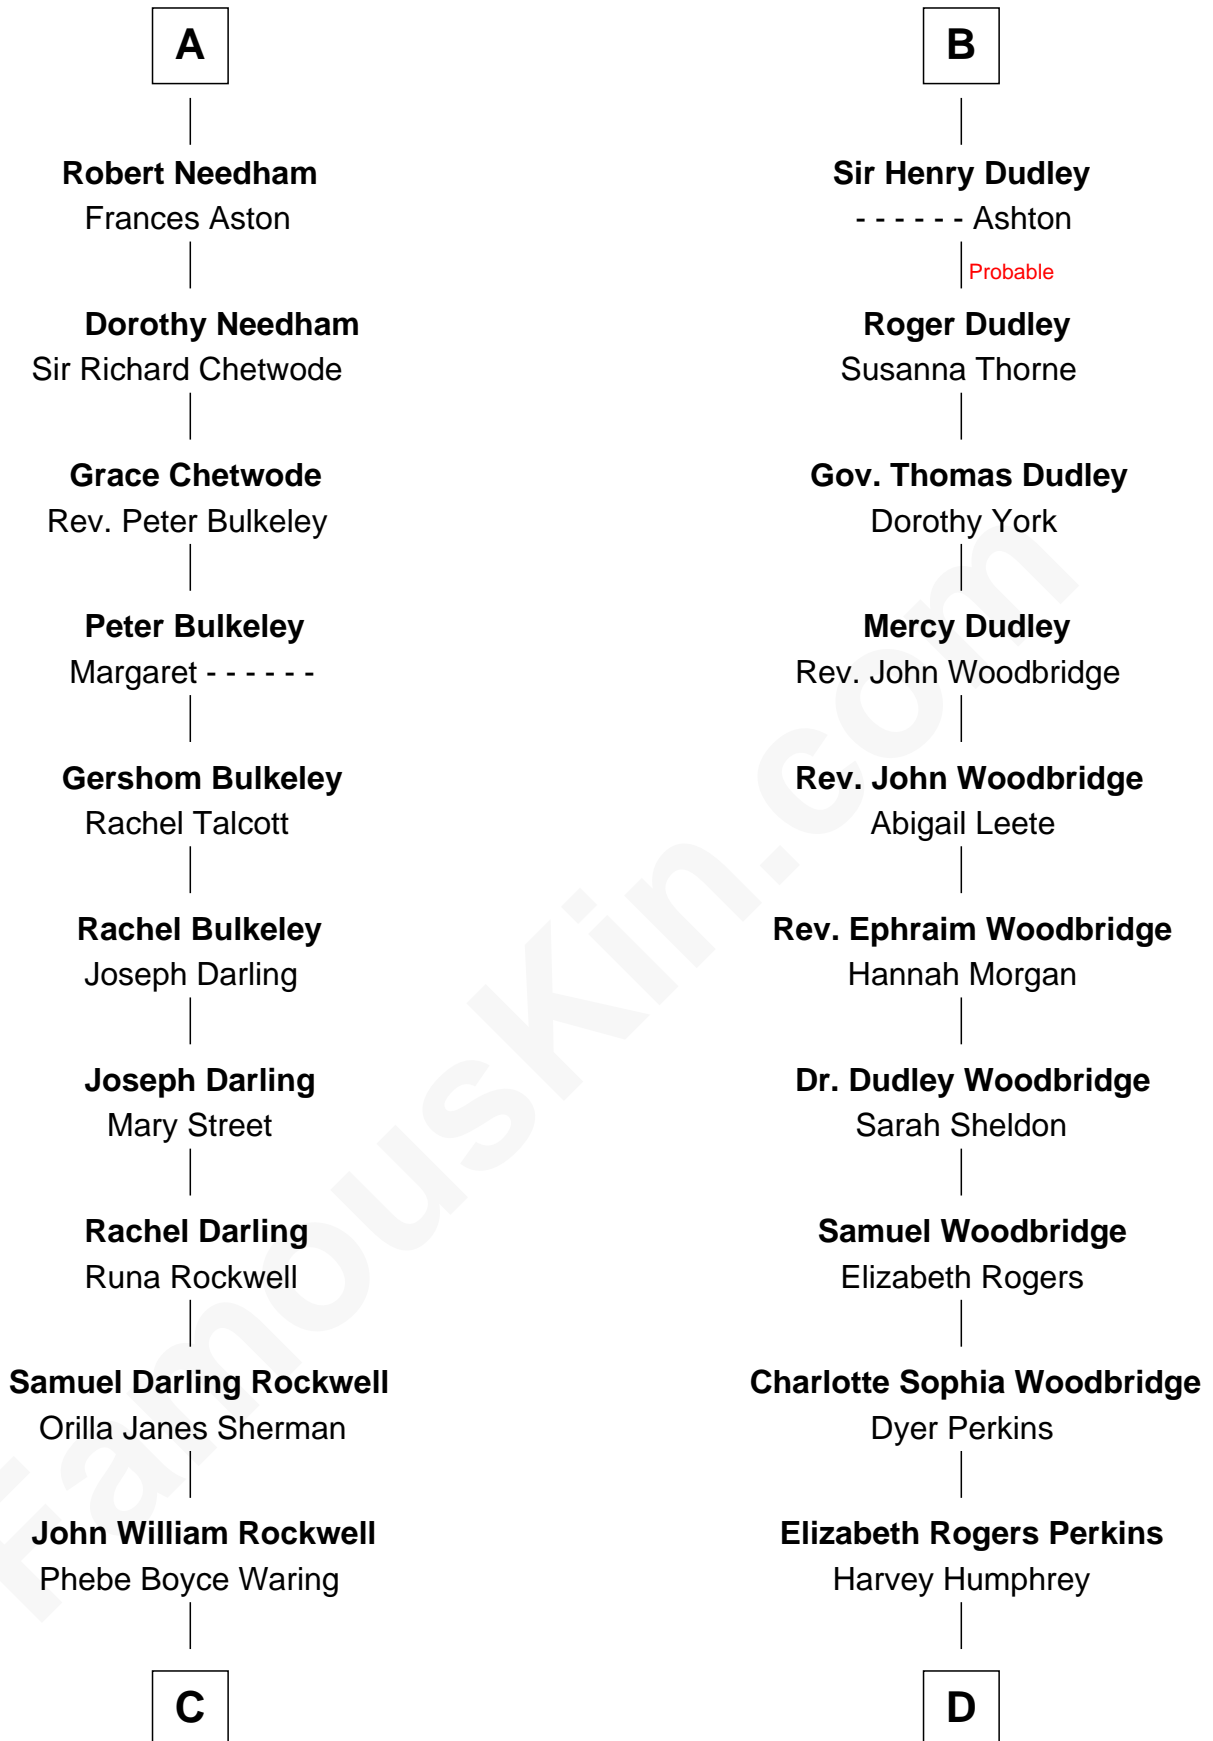 A
Robert Needham
Frances Aston
Dorothy Needham
Sir Richard Chetwode
Grace Chetwode
Rev. Peter Bulkeley
Peter Bulkeley
Margaret - - - - - -
Gershom Bulkeley
Rachel Talcott
Rachel Bulkeley
Joseph Darling
Joseph Darling
Mary Street
Rachel Darling
Runa Rockwell
Samuel Darling Rockwell
Orilla Janes Sherman
John William Rockwell
Phebe Boyce Waring
C
B
Sir Henry Dudley
- - - - - - Ashton
Probable
Roger Dudley
Susanna Thorne
Gov. Thomas Dudley
Dorothy York
Mercy Dudley
Rev. John Woodbridge
Rev. John Woodbridge
Abigail Leete
Rev. Ephraim Woodbridge
Hannah Morgan
Dr. Dudley Woodbridge
Sarah Sheldon
Samuel Woodbridge
Elizabeth Rogers
Charlotte Sophia Woodbridge
Dyer Perkins
Elizabeth Rogers Perkins
Harvey Humphrey
D
FamousKin.com